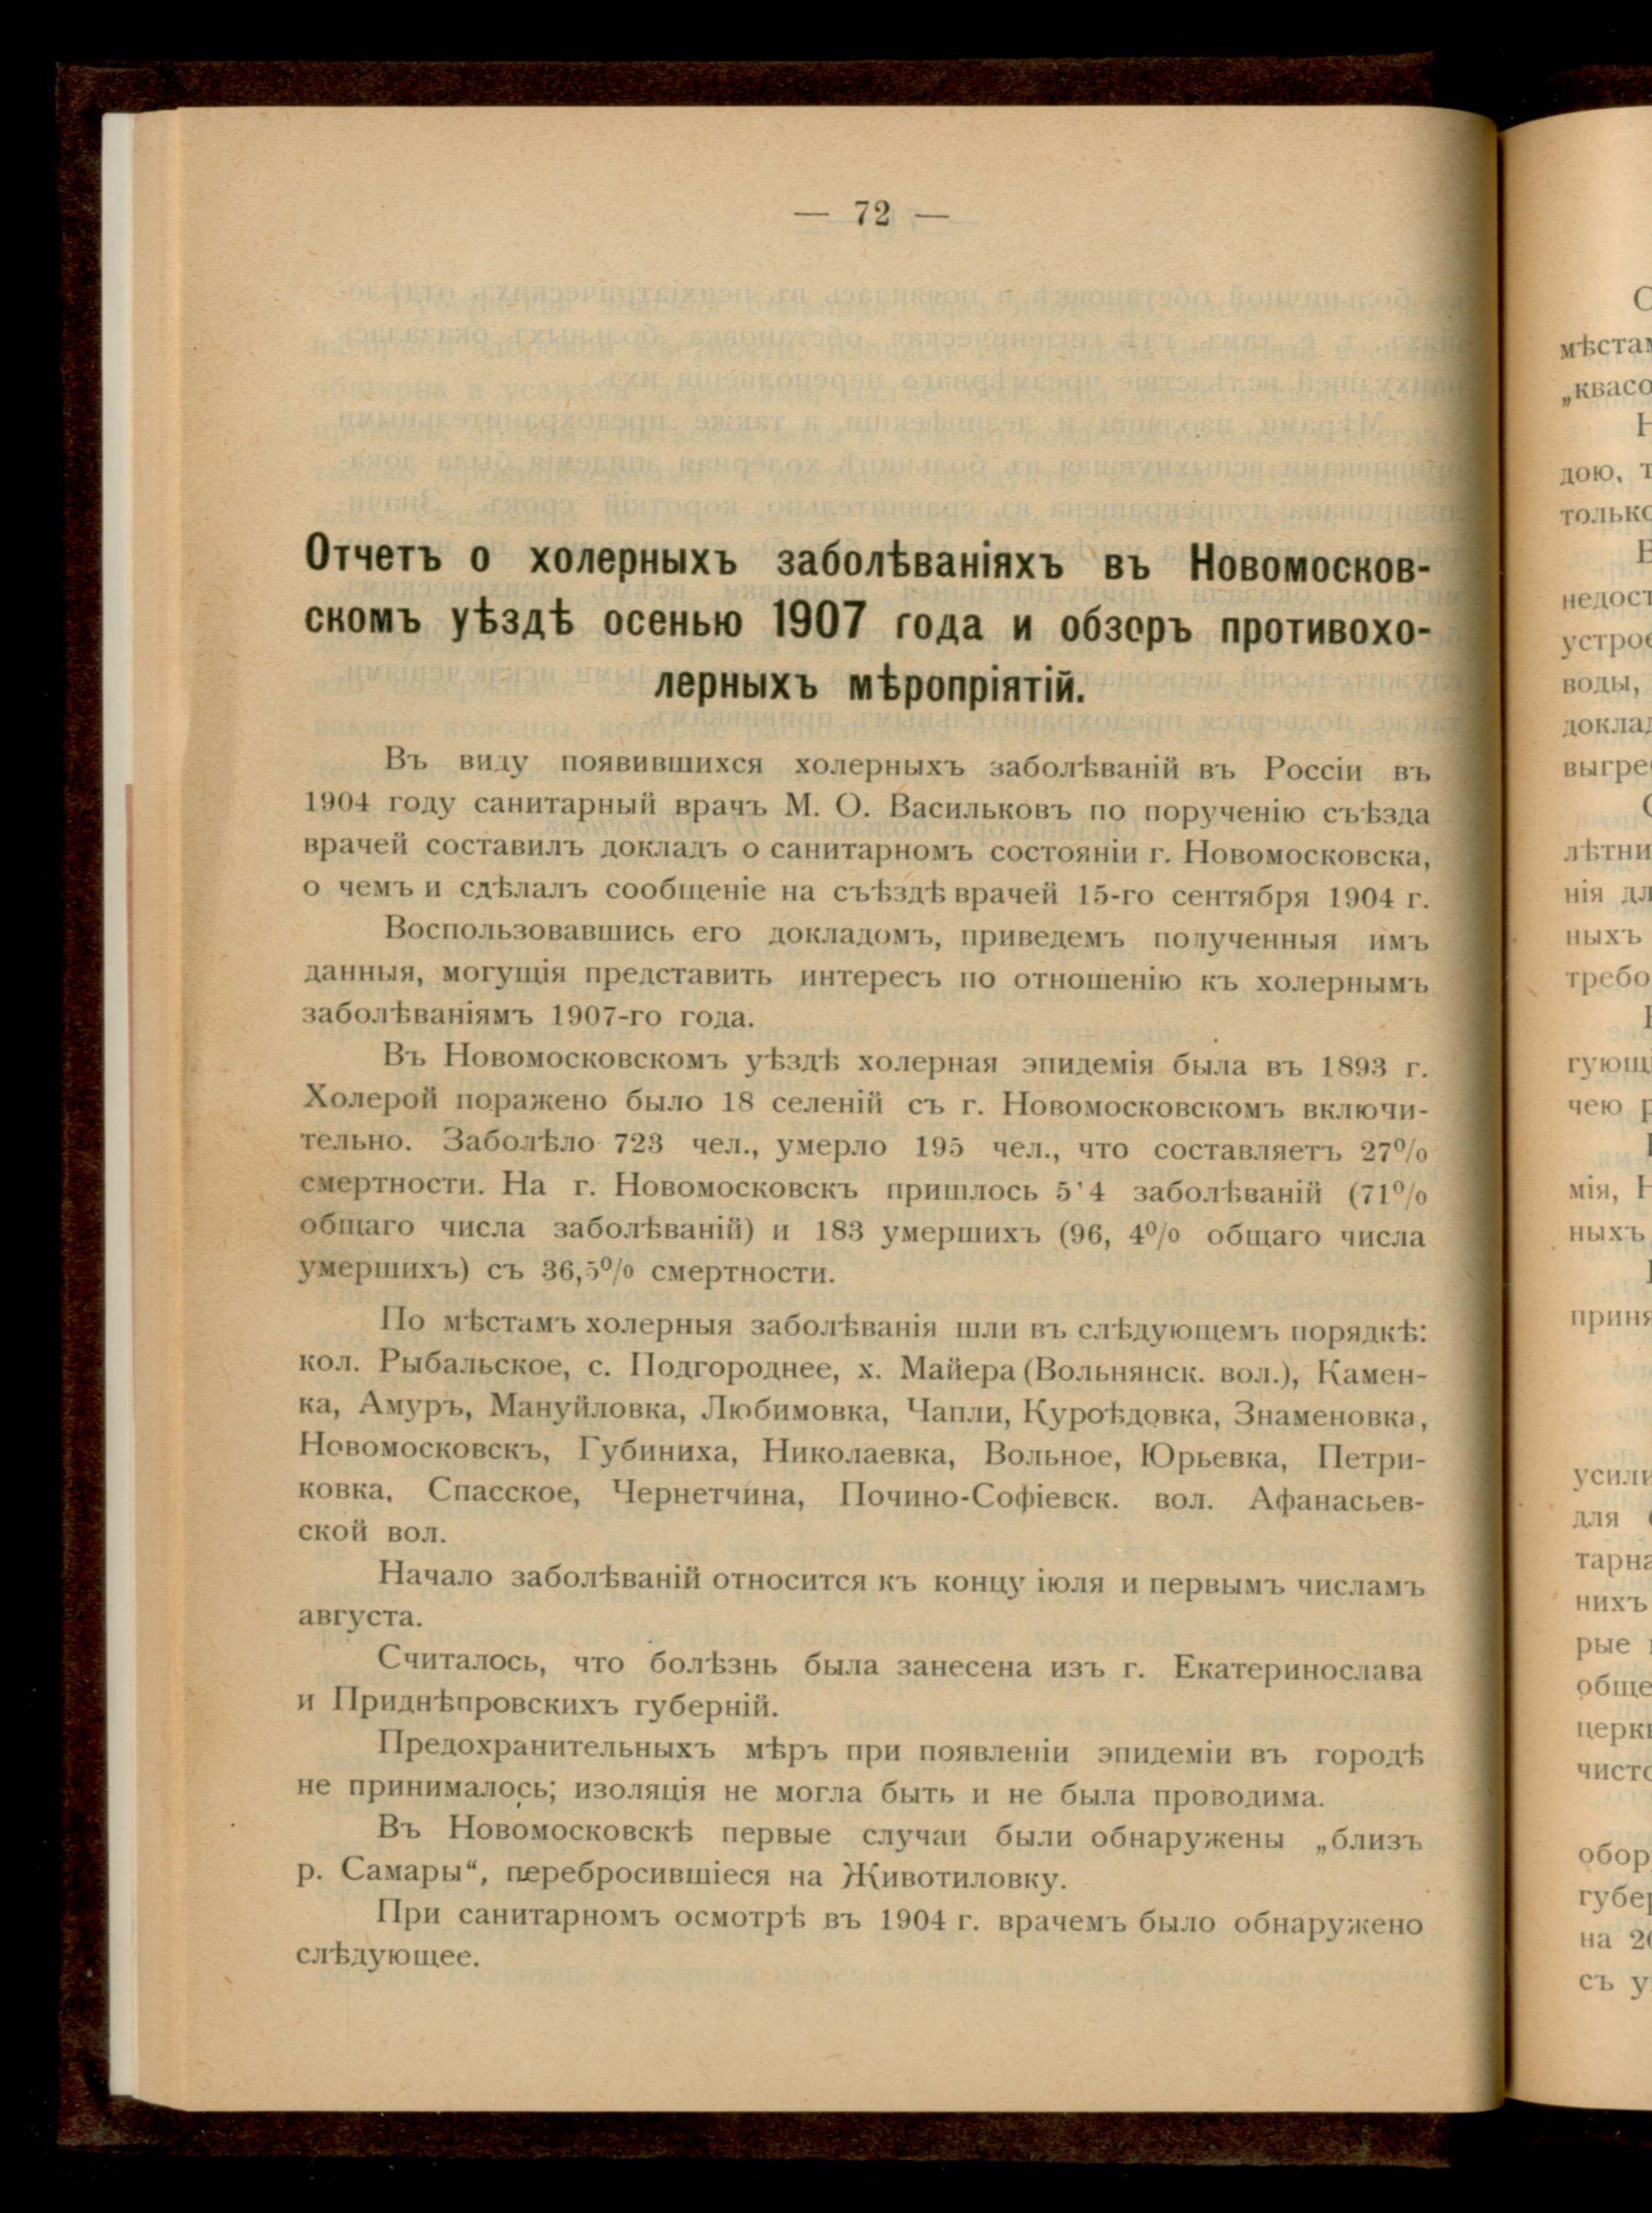 — 72 —
Отчетъ о холерныхъ заболѣваніяхъ въ Новомосков-
скомъ уѣздѣ осенью 1907 года и обзоръ противохо-
лерныхъ мѣропріятій.
Въ виду появившихся холерныхъ заболѣваній въ Россіи въ
1904 году санитарный врачъ М. О. Васильковъ по порученію съѣзда
врачей составилъ докладъ о санитарномъ состояніи г. Новомосковска,
о чемъ и сдѣлалъ сообщеніе на съѣздѣ врачей 15-го сентября 1904 г.
Воспользовавшись его докладомъ, приведемъ полученныя имъ
данныя, могущія представить интересъ по отношенію къ холернымъ
заболѣваніямъ 1907-го года.
Въ Новомосковскомъ уѣздѣ холерная эпидемія была въ 1893 г.
Холерой поражено было 18 селеній съ г. Новомосковскомъ включи-
тельно. Заболѣло 723 чел., умерло 195 чел., что составляетъ 27%
смертности. На г. Новомосковскъ пришлось 5'4 заболѣваній (71%
общаго числа заболѣваній) и 183 умершихъ (96, 4% общаго числа
умершихъ) съ 36,5% смертности.
По мѣстамъ холерныя заболѣванія шли въ слѣдующемъ порядкѣ:
кол. Рыбальское, с. Подгороднее, х. Майера (Вольнянск. вол.), Камен-
ка, Амуръ, Мануйловка, Любимовка, Чапли, Куроѣдовка, Знаменовка,
Новомосковскъ, Губиниха, Николаевка, Вольное, Юрьевка, Петри-
ковка, Спасское, Чернетчина, Почино-Софіевск. вол. Афанасьев-
ской вол.
Начало заболѣваній относится къ концу іюля и первымъ числамъ
августа.
Считалось, что болѣзнь была занесена изъ г. Екатеринослава
и Приднѣпровскихъ губерній.
Предохранительныхъ мѣръ при появленіи эпидеміи въ городѣ
не принималось; изоляція не могла быть и не была проводима.
Въ Новомосковскѣ первые случаи были обнаружены „близъ
р. Самары“, перебросившіеся на Животиловку.
При санитарномъ осмотрѣ въ 1904 г. врачемъ было обнаружено
слѣдующее.